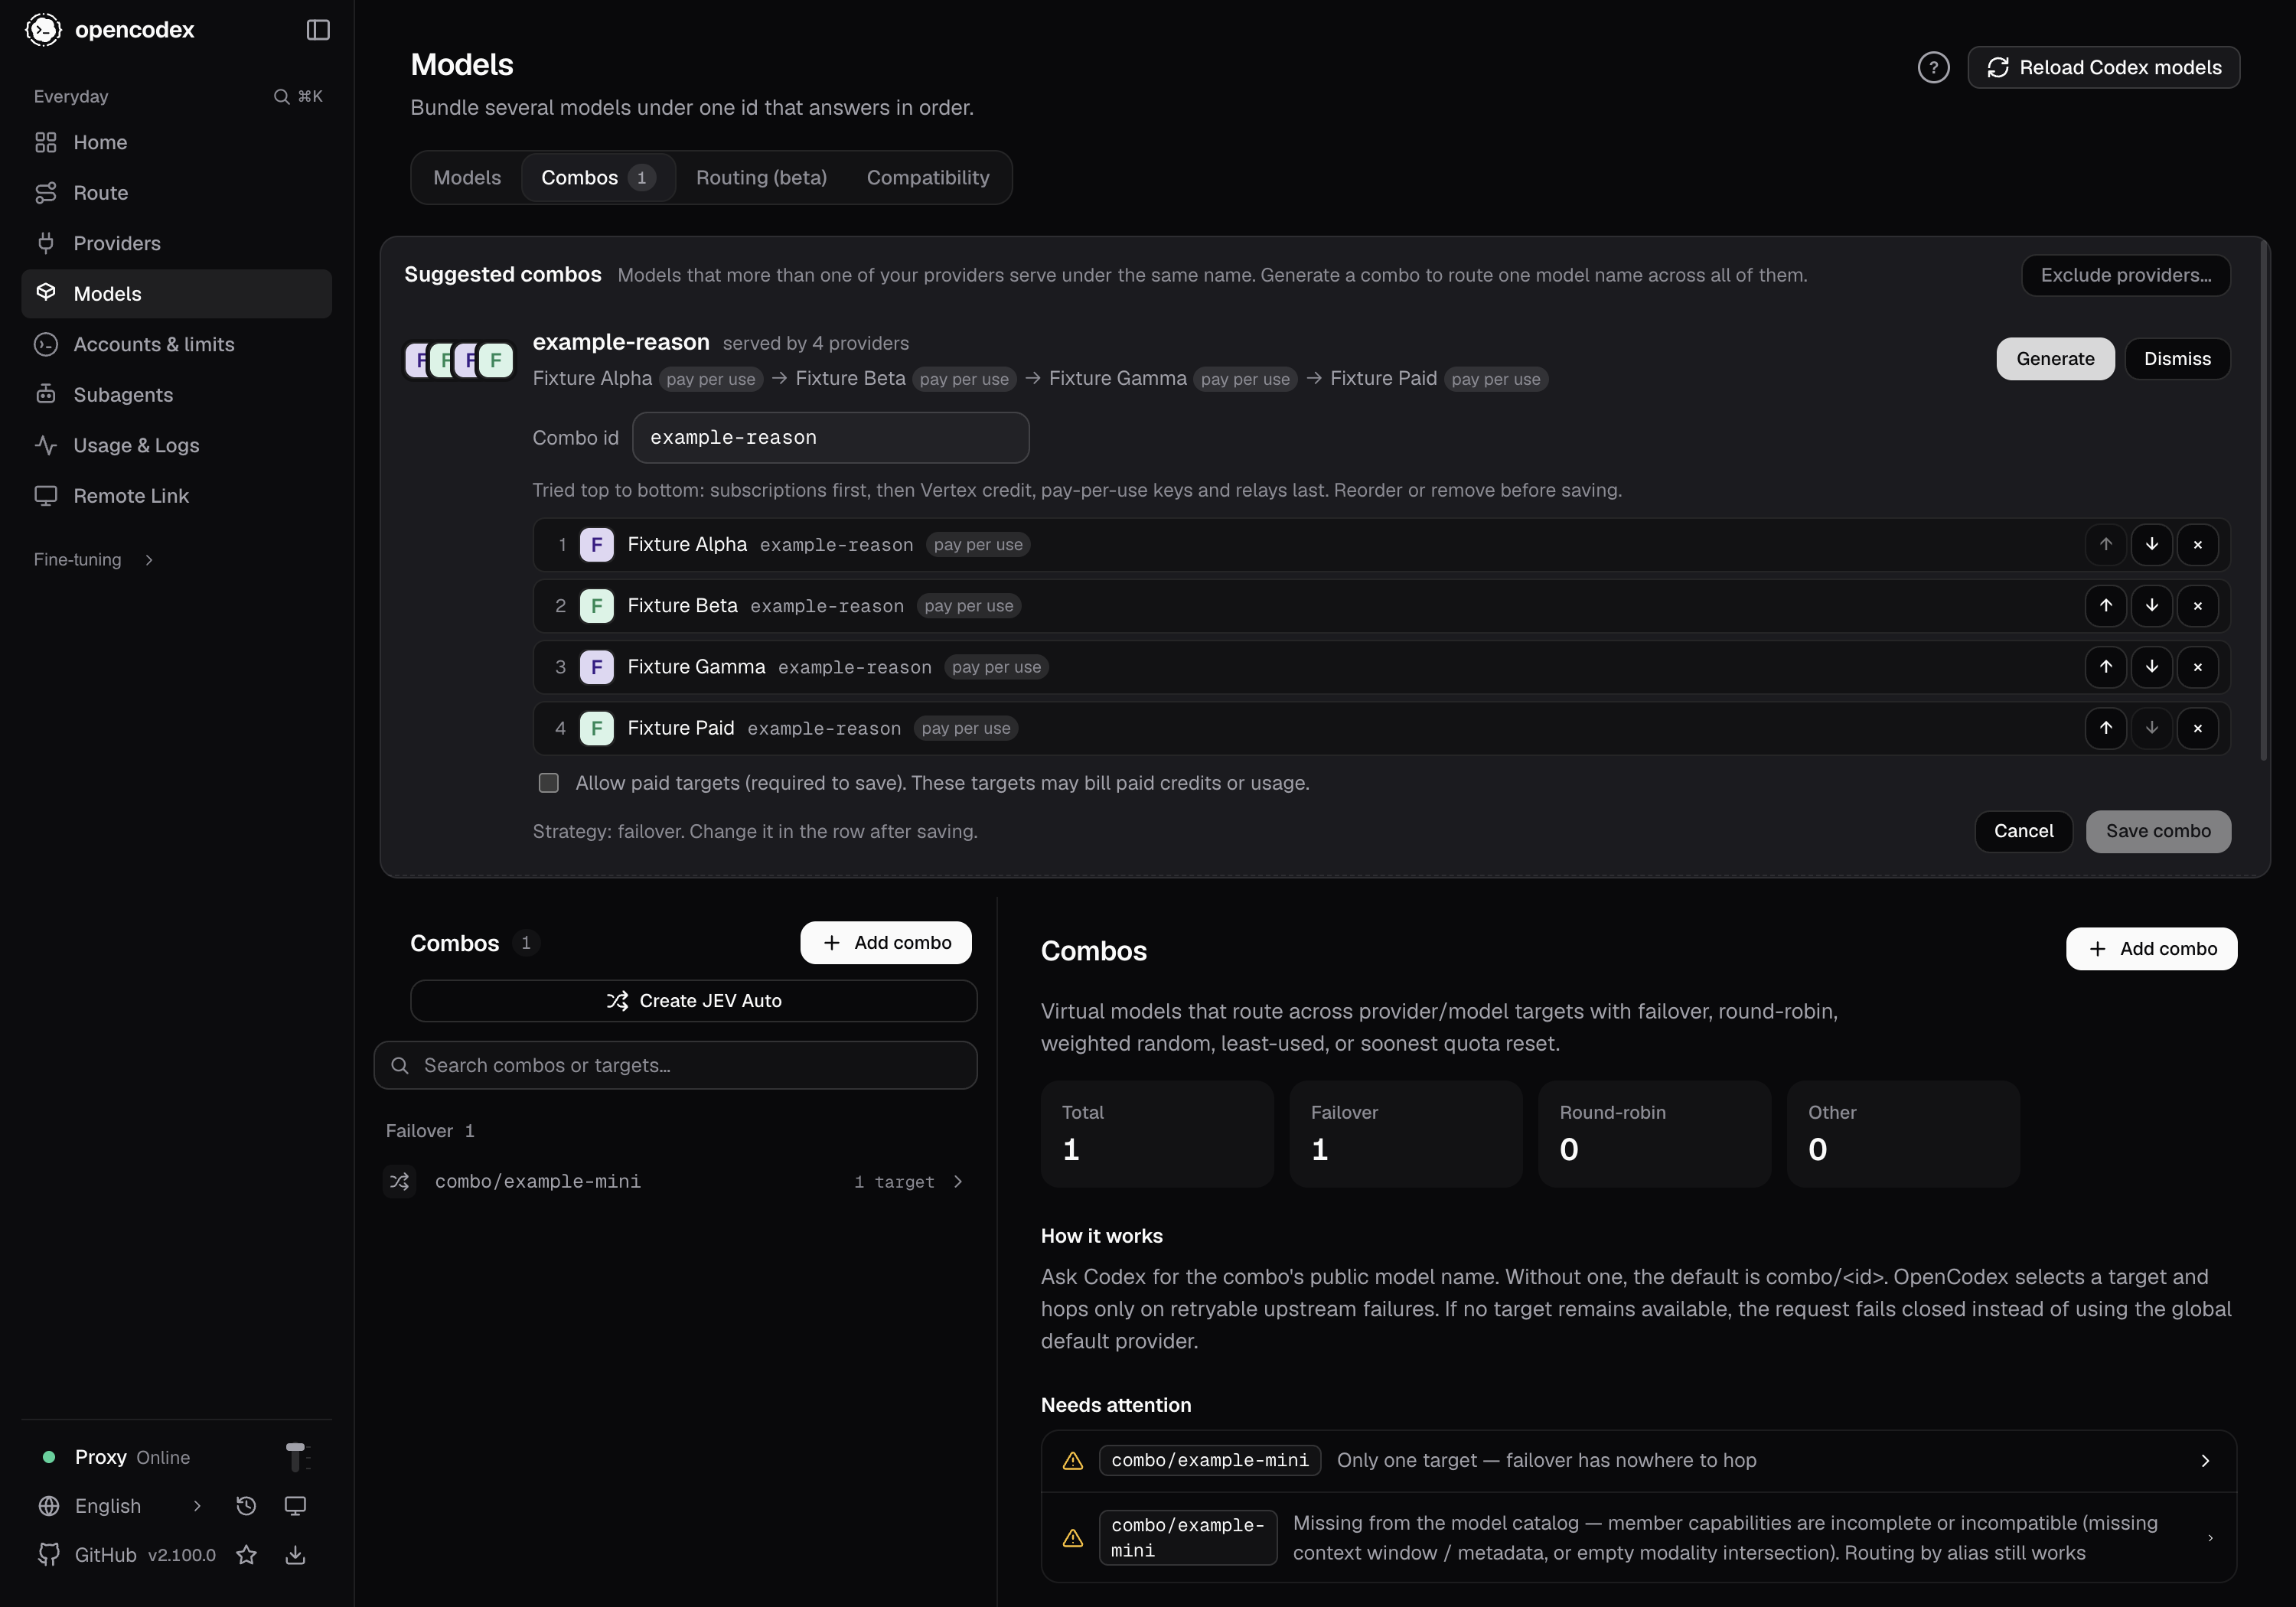 opencodex
Everyday ⌘K
Home
Route
Providers
Models
Accounts & limits
Subagents
Usage & Logs
Remote Link
Fine-tuning
Proxy Online
English
GitHub v2.100.0
Models
Bundle several models under one id that answers in order.
? Reload Codex models
Models Combos 1 Routing (beta) Compatibility
Suggested combos Models that more than one of your providers serve under the same name. Generate a combo to route one model name across all of them. Exclude providers...
F F F F example-reason served by 4 providers
Fixture Alpha pay per use → Fixture Beta pay per use → Fixture Gamma pay per use → Fixture Paid pay per use
Generate Dismiss
Combo id example-reason
Tried top to bottom: subscriptions first, then Vertex credit, pay-per-use keys and relays last. Reorder or remove before saving.
1 F Fixture Alpha example-reason pay per use ↑ ↓ ×
2 F Fixture Beta example-reason pay per use ↑ ↓ ×
3 F Fixture Gamma example-reason pay per use ↑ ↓ ×
4 F Fixture Paid example-reason pay per use ↑ ↓ ×
Allow paid targets (required to save). These targets may bill paid credits or usage.
Strategy: failover. Change it in the row after saving. Cancel Save combo
Combos 1 + Add combo
Create JEV Auto
Search combos or targets...
Failover 1
combo/example-mini 1 target
Combos + Add combo
Virtual models that route across provider/model targets with failover, round-robin,
weighted random, least-used, or soonest quota reset.
Total Failover Round-robin Other
1 1 0 0
How it works
Ask Codex for the combo's public model name. Without one, the default is combo/<id>. OpenCodex selects a target and
hops only on retryable upstream failures. If no target remains available, the request fails closed instead of using the global
default provider.
Needs attention
combo/example-mini Only one target — failover has nowhere to hop
combo/example-
mini
Missing from the model catalog — member capabilities are incomplete or incompatible (missing
context window / metadata, or empty modality intersection). Routing by alias still works